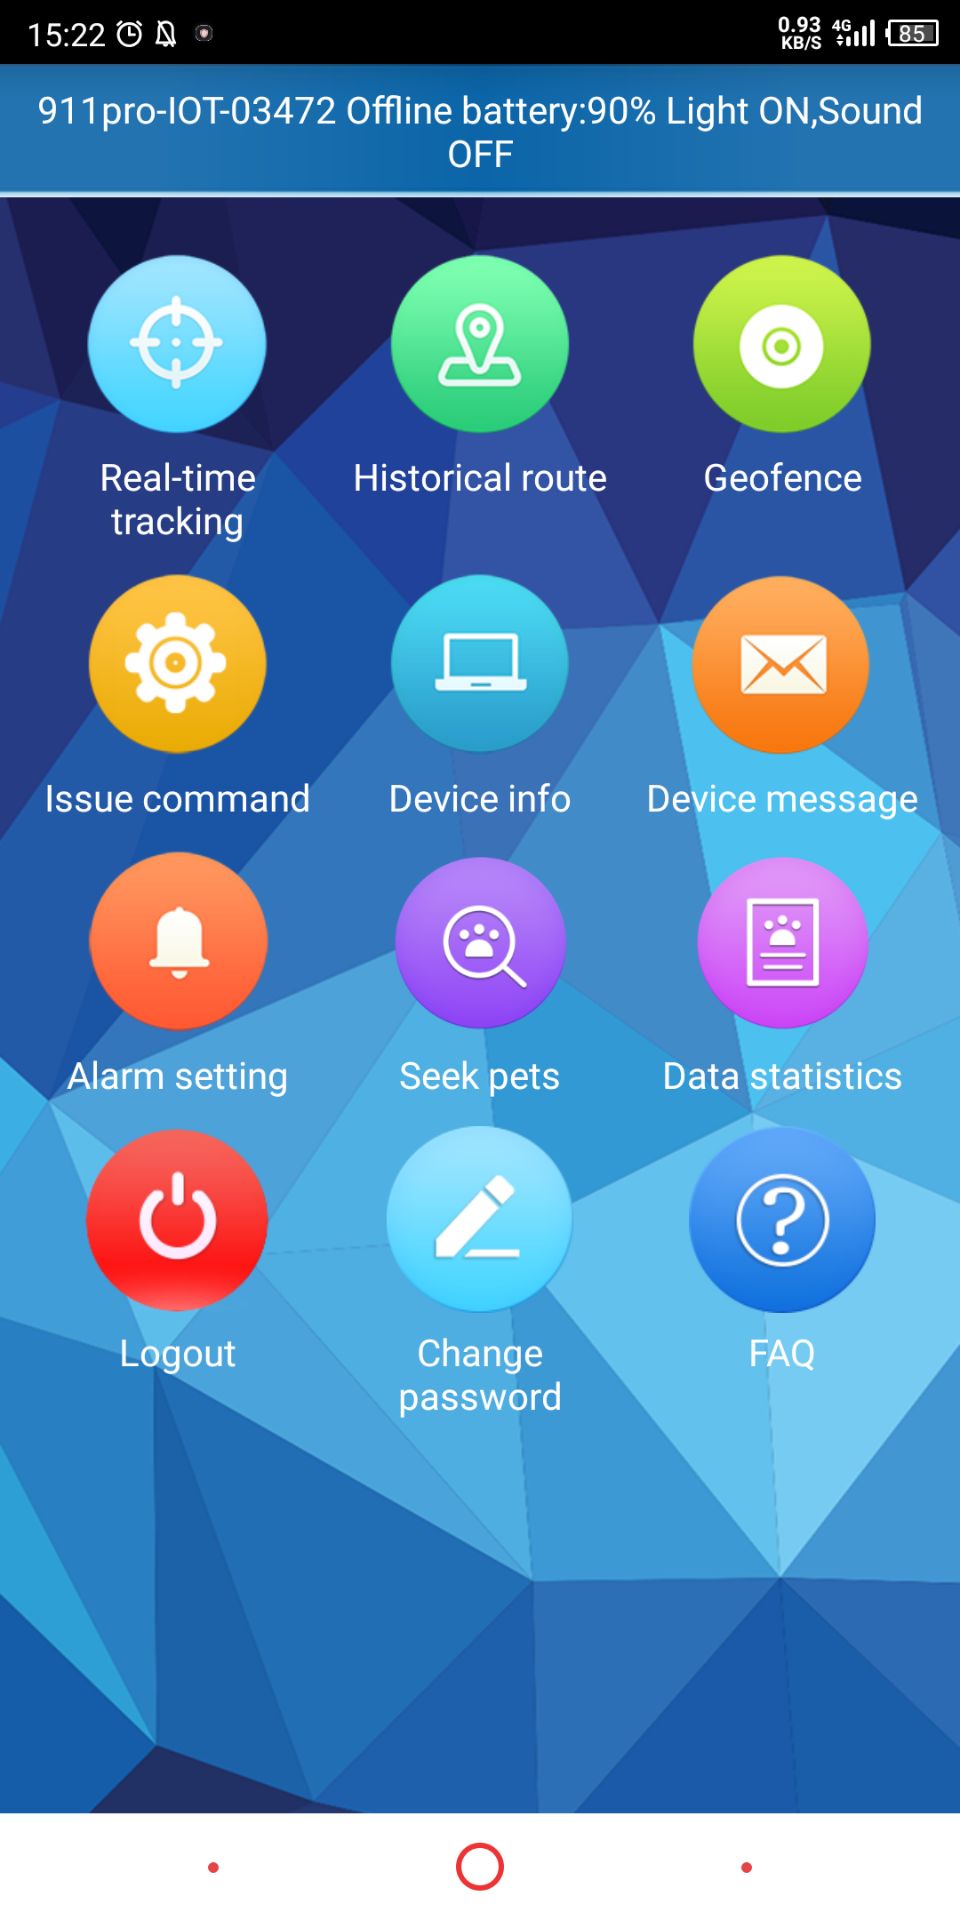 15:22
0.93
KB/S
4G
85
911pro-IOT-03472 Offline battery:90% Light ON,Sound
OFF
Real-time
tracking
Historical route
Geofence
Issue command
Device info
Device message
Alarm setting
Seek pets
Data statistics
Logout
Change
password
FAQ